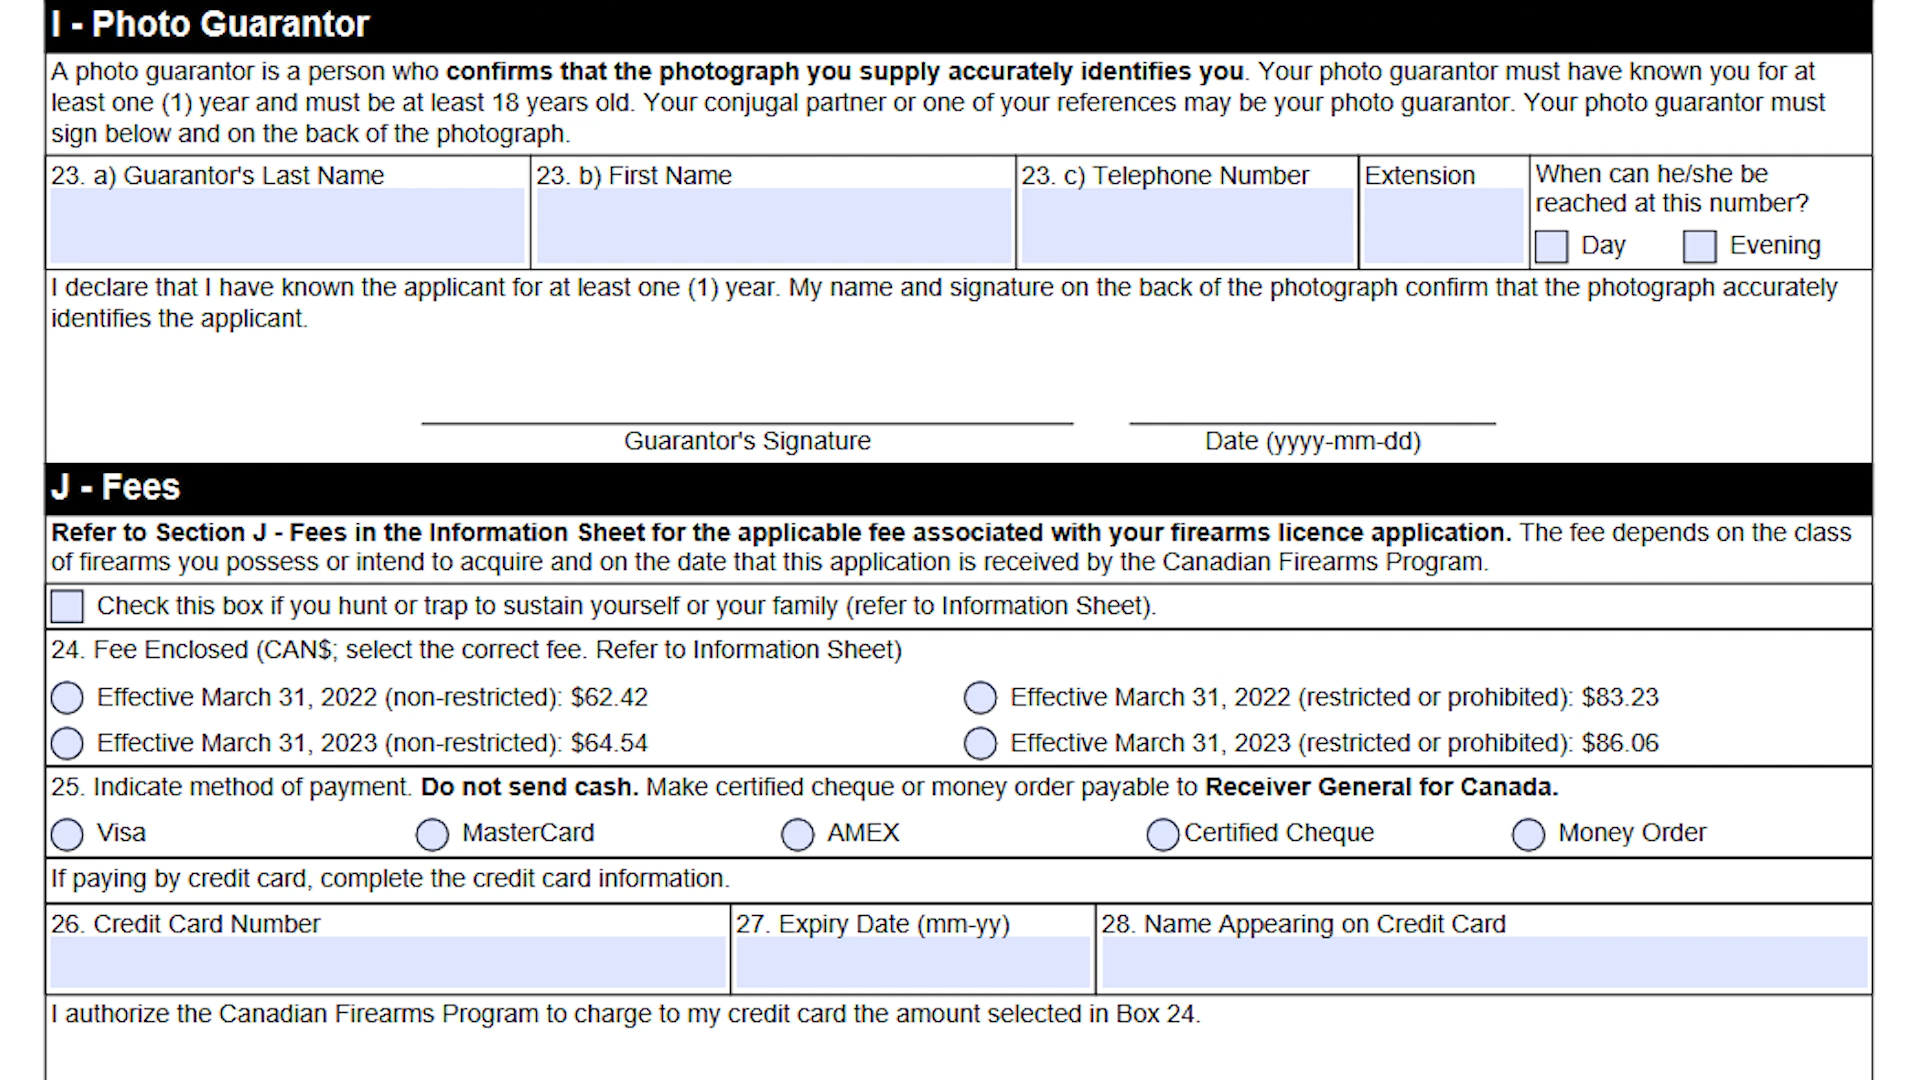 I - Photo Guarantor
A photo guarantor is a person who confirms that the photograph you supply accurately identifies you. Your photo guarantor must have known you for at
least one (1) year and must be at least 18 years old. Your conjugal partner or one of your references may be your photo guarantor. Your photo guarantor must
sign below and on the back of the photograph.
23. a) Guarantor's Last Name
23. b) First Name
23. c) Telephone Number
Extension
When can he/she be
reached at this number?
Day
Evening
I declare that I have known the applicant for at least one (1) year. My name and signature on the back of the photograph confirm that the photograph accurately
identifies the applicant.
Guarantor's Signature
Date (yyyy-mm-dd)
J - Fees
Refer to Section J - Fees in the Information Sheet for the applicable fee associated with your firearms licence application. The fee depends on the class
of firearms you possess or intend to acquire and on the date that this application is received by the Canadian Firearms Program.
Check this box if you hunt or trap to sustain yourself or your family (refer to Information Sheet).
24. Fee Enclosed (CAN$; select the correct fee. Refer to Information Sheet)
Effective March 31, 2022 (non-restricted): $62.42
Effective March 31, 2022 (restricted or prohibited): $83.23
Effective March 31, 2023 (non-restricted): $64.54
Effective March 31, 2023 (restricted or prohibited): $86.06
25. Indicate method of payment. Do not send cash. Make certified cheque or money order payable to Receiver General for Canada.
Visa
MasterCard
AMEX
Certified Cheque
Money Order
If paying by credit card, complete the credit card information.
26. Credit Card Number
27. Expiry Date (mm-yy)
28. Name Appearing on Credit Card
I authorize the Canadian Firearms Program to charge to my credit card the amount selected in Box 24.